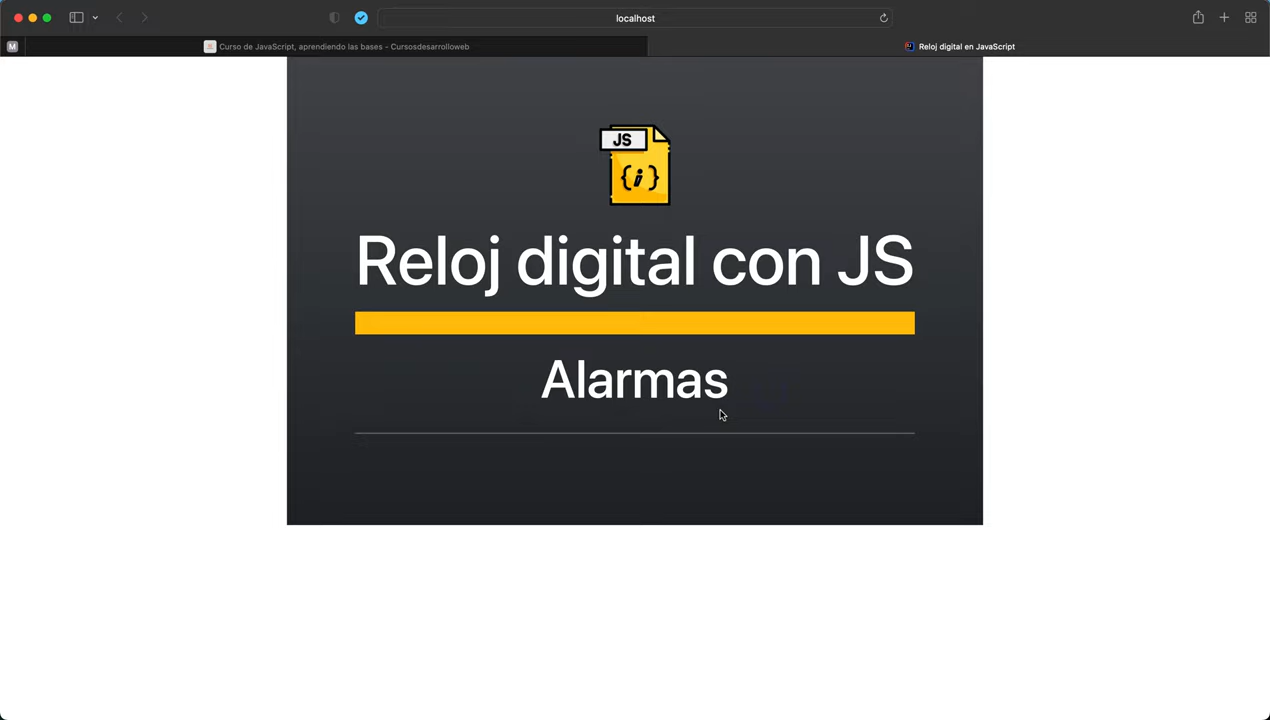 localhost
M
Curso de JavaScript, aprendiendo las bases - Cursosdesarrolloweb
Reloj digital en JavaScript
JS
{i}
Reloj digital con JS
Alarmas